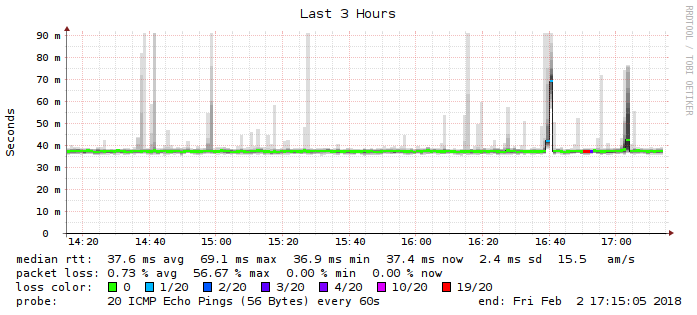 Last 3 Hours
RRDTOOL / TOBI OETIKER
Seconds
90 m
80 m
70 m
60 m
50 m
40 m
30 m
20 m
10 m
0
14:20 14:40 15:00 15:20 15:40 16:00 16:20 16:40 17:00
median rtt: 37.6 ms avg 69.1 ms max 36.9 ms min 37.4 ms now 2.4 ms sd 15.5 am/s
packet loss: 0.73 % avg 56.67 % max 0.00 % min 0.00 % now
loss color: 0 1/20 2/20 3/20 4/20 10/20 19/20
probe: 20 ICMP Echo Pings (56 Bytes) every 60s end: Fri Feb 2 17:15:05 2018